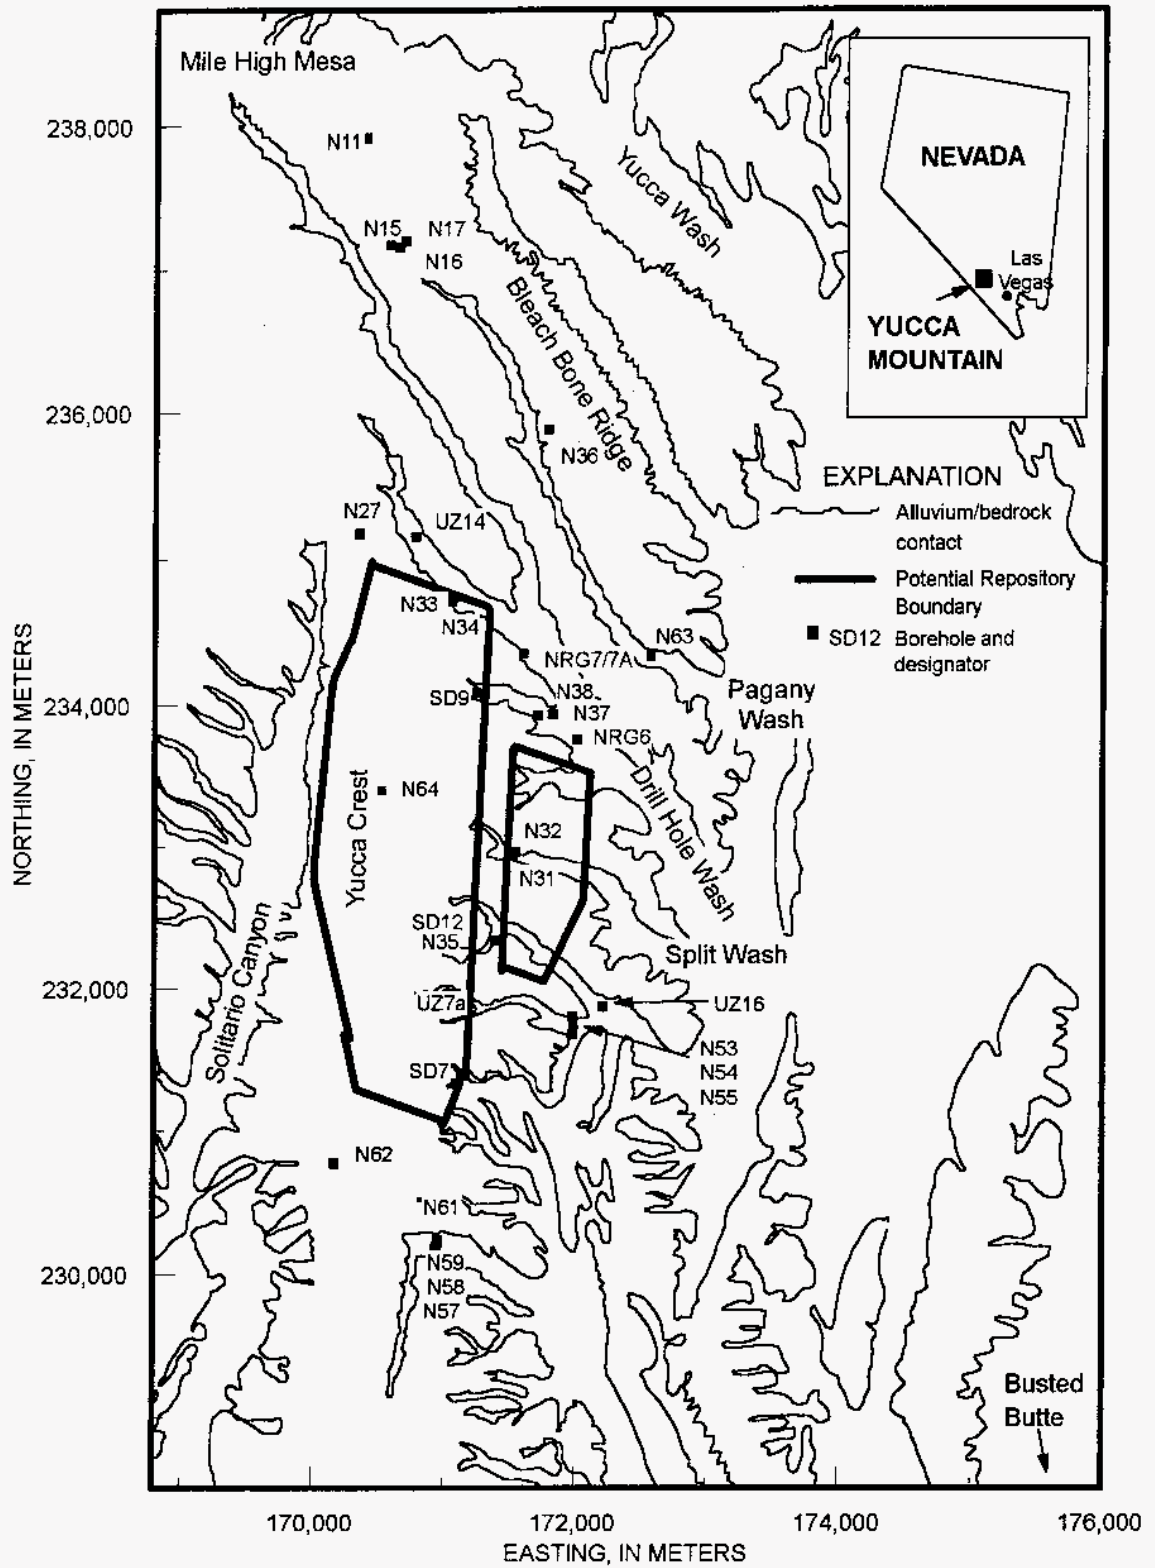 Mile High Mesa
238,000
N11
Yucca Wash
NEVADA
N15
N17
N16
Las
Vegas
YUCCA
MOUNTAIN
Bleach Bone Ridge
236,000
N36
EXPLANATION
Alluvium/bedrock
contact
Potential Repository
Boundary
SD12 Borehole and
designator
N27
UZ14
N33
N34
N63
NRG7/7A
N38
SD9
N37
NRG6
Pagany
Wash
234,000
NORTHING, IN METERS
N64
Yucca Crest
Drill Hole Wash
N32
N31
SD12
N35
Split Wash
Solitario Canyon
232,000
UZ7a
UZ16
N53
N54
N55
SD7
N62
N61
230,000
N59
N58
N57
Busted
Butte
170,000
172,000
174,000
176,000
EASTING, IN METERS